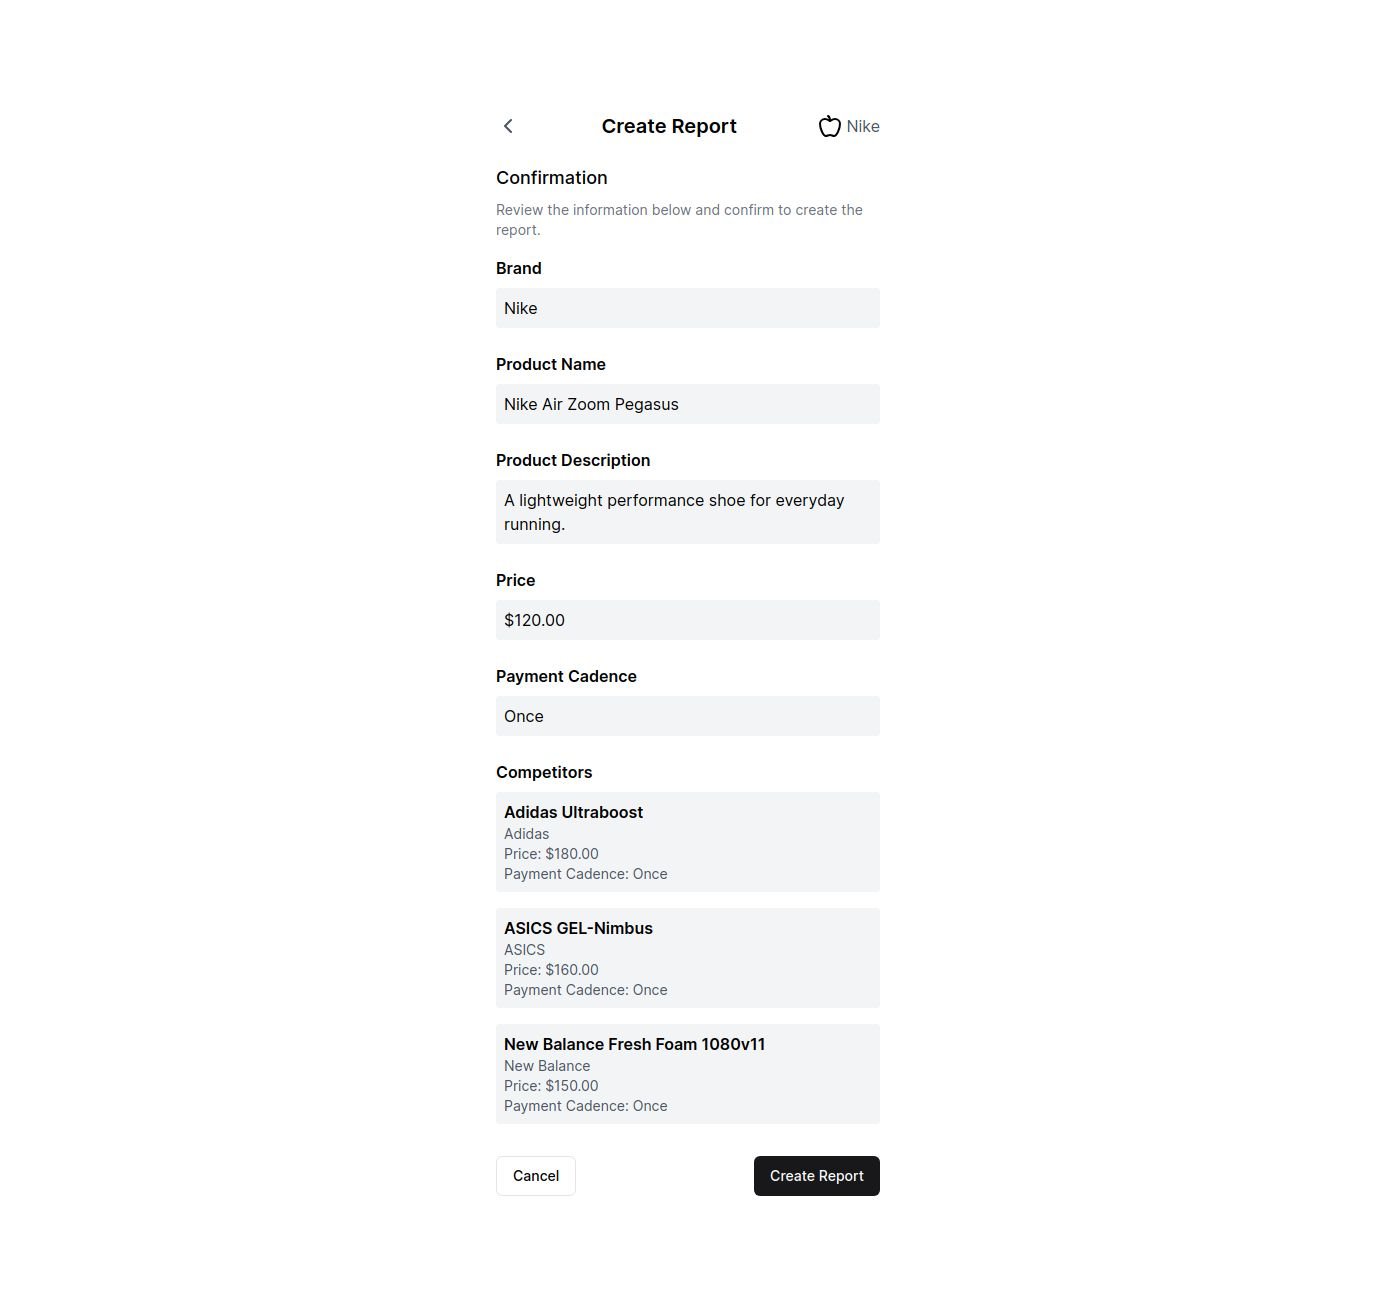 Create Report
Nike
Confirmation
Review the information below and confirm to create the
report.
Brand
Nike
Product Name
Nike Air Zoom Pegasus
Product Description
A lightweight performance shoe for everyday
running.
Price
$120.00
Payment Cadence
Once
Competitors
Adidas Ultraboost
Adidas
Price: $180.00
Payment Cadence: Once
ASICS GEL-Nimbus
ASICS
Price: $160.00
Payment Cadence: Once
New Balance Fresh Foam 1080v11
New Balance
Price: $150.00
Payment Cadence: Once
Cancel
Create Report